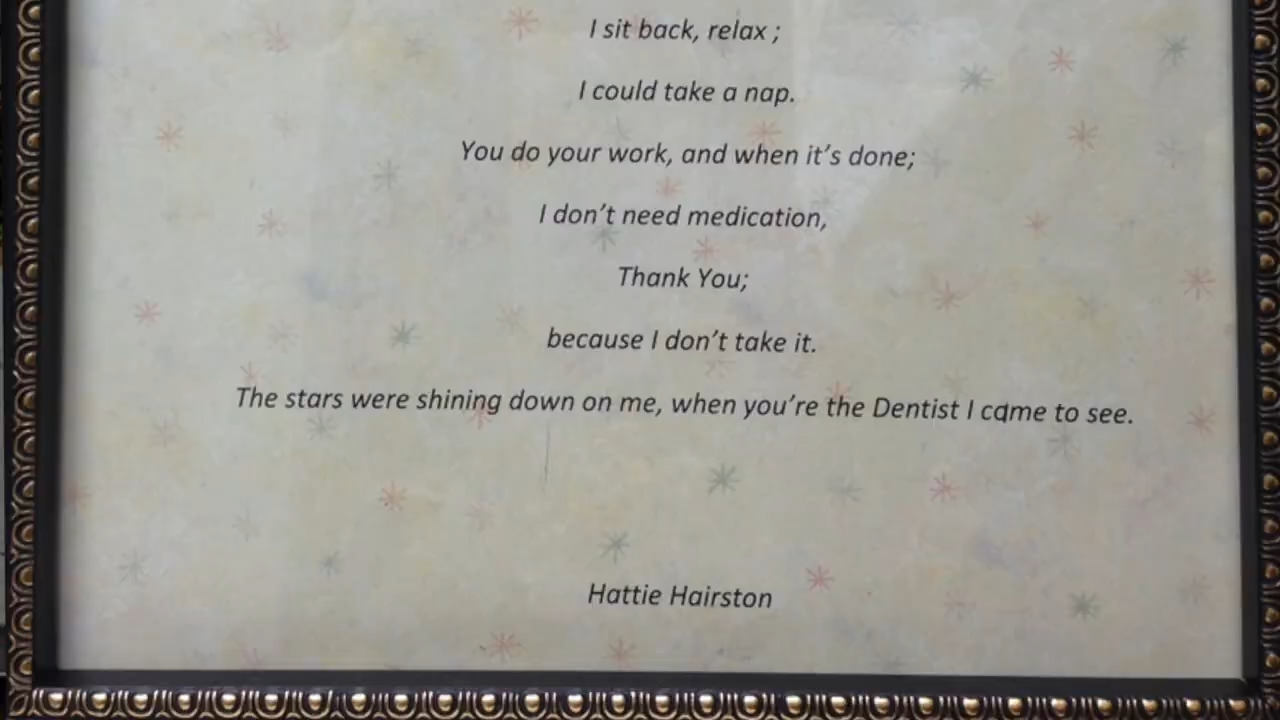 I sit back, relax ;
I could take a nap.
You do your work, and when it’s done;
I don’t need medication,
Thank You;
because I don’t take it.
The stars were shining down on me, when you’re the Dentist I came to see.
Hattie Hairston